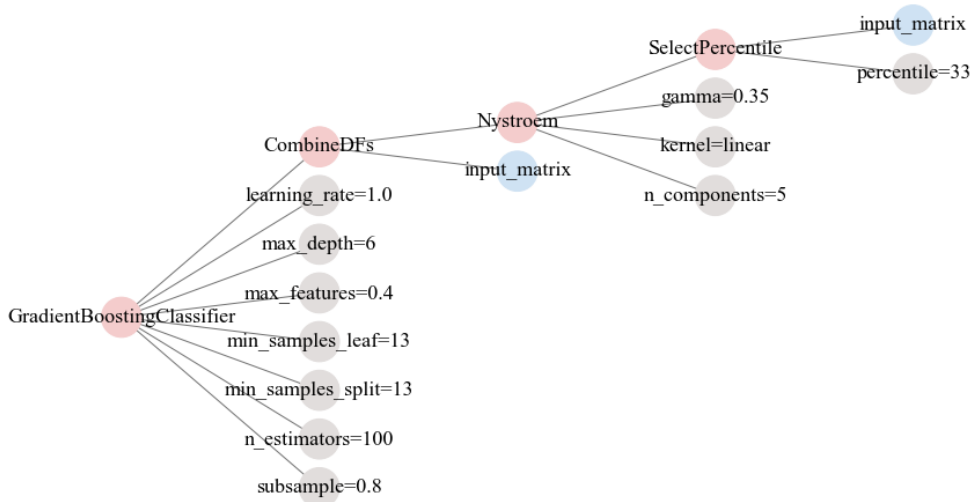 input_matrix
SelectPercentile
percentile=33
gamma=0.35
Nystroem
CombineDFs
kernel=linear
input_matrix
learning_rate=1.0
n_components=5
max_depth=6
max_features=0.4
GradientBoostingClassifier
min_samples_leaf=13
min_samples_split=13
n_estimators=100
subsample=0.8